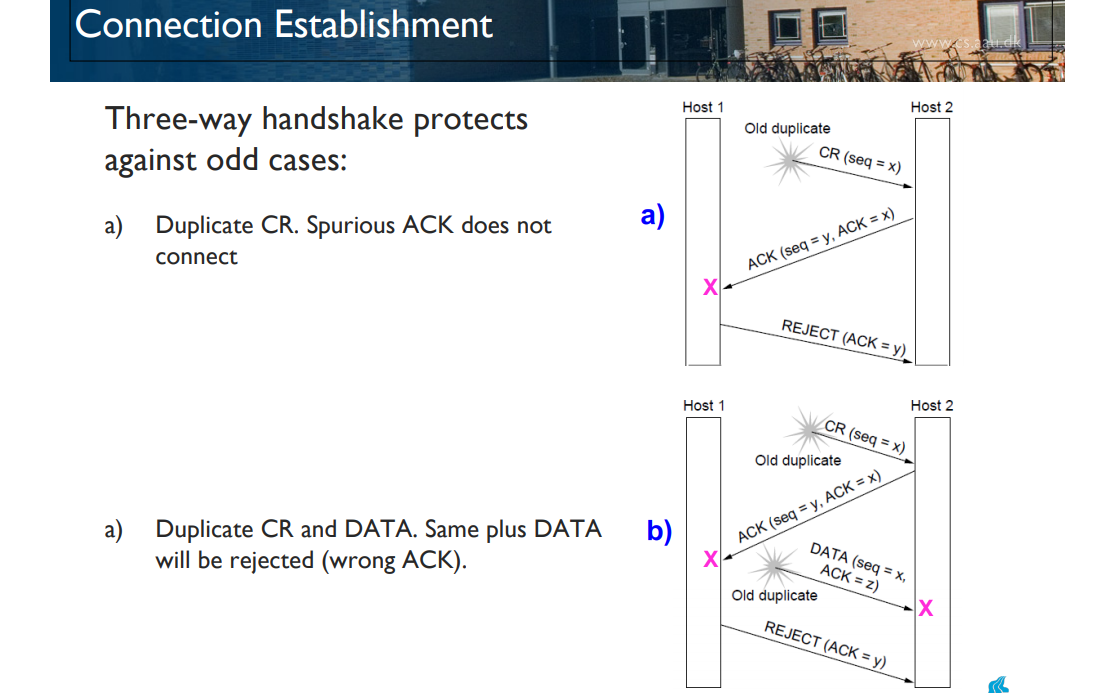 Connection Establishment
www.cs.aau.dk
Three-way handshake protects
against odd cases:
a) Duplicate CR. Spurious ACK does not
connect
a)
Host 1
Host 2
Old duplicate
CR (seq = x)
ACK (seq = y, ACK = x)
X
REJECT (ACK = y)
a) Duplicate CR and DATA. Same plus DATA
will be rejected (wrong ACK).
b)
Host 1
Host 2
CR (seq = x)
Old duplicate
ACK (seq = y, ACK = x)
X
DATA (seq = x,
ACK = z)
Old duplicate
X
REJECT (ACK = y)